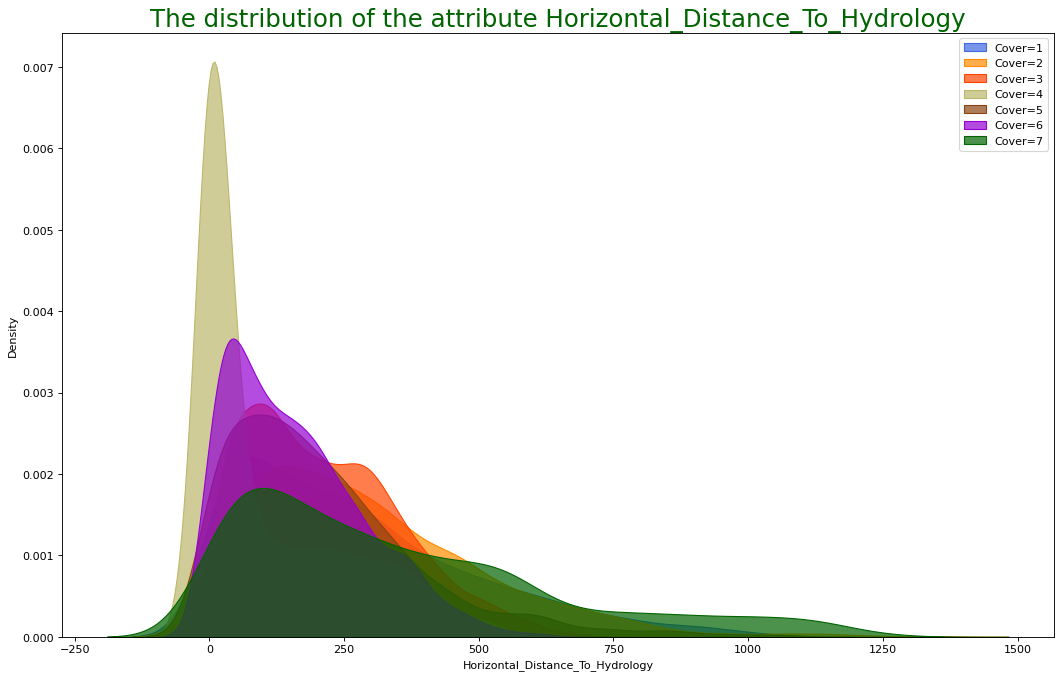 The distribution of the attribute Horizontal_Distance_To_Hydrology
Cover=1
Cover=2
Cover=3
Cover=4
Cover=5
Cover=6
Cover=7
0.007
0.006
0.005
0.004
0.003
0.002
0.001
0.000
Density
−250 0 250 500 750 1000 1250 1500
Horizontal_Distance_To_Hydrology